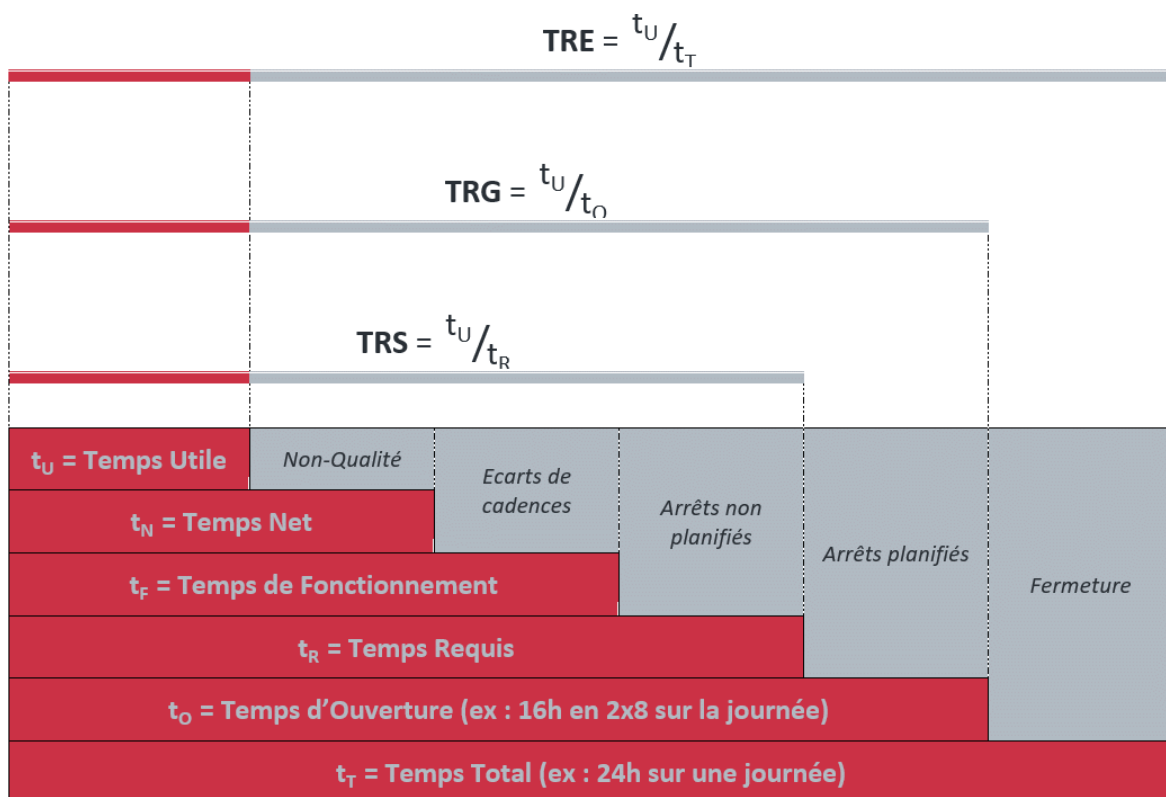 TRE = tU/tT
TRG = tU/tO
TRS = tU/tR
tU = Temps Utile
Non-Qualité
Ecarts de
cadences
Arrêts non
planifiés
Arrêts planifiés
Fermeture
tN = Temps Net
tF = Temps de Fonctionnement
tR = Temps Requis
tO = Temps d’Ouverture (ex : 16h en 2x8 sur la journée)
tT = Temps Total (ex : 24h sur une journée)